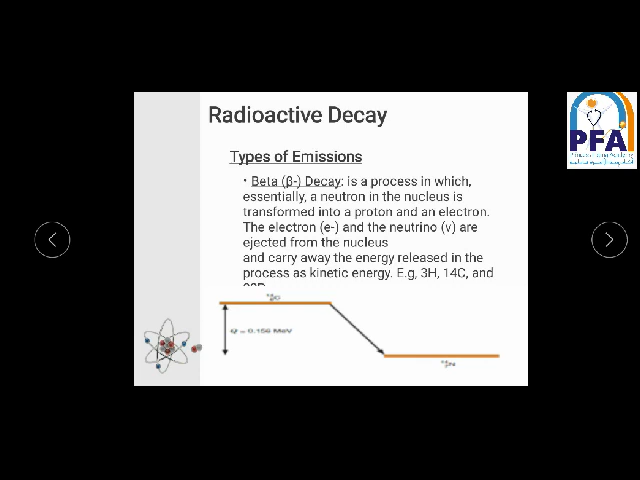 Radioactive Decay
Types of Emissions
• Beta (β-) Decay: is a process in which,
essentially, a neutron in the nucleus is
transformed into a proton and an electron.
The electron (e-) and the neutrino (v) are
ejected from the nucleus
and carry away the energy released in the
process as kinetic energy. E.g, 3H, 14C, and
Q = 0.156 MeV
PFA